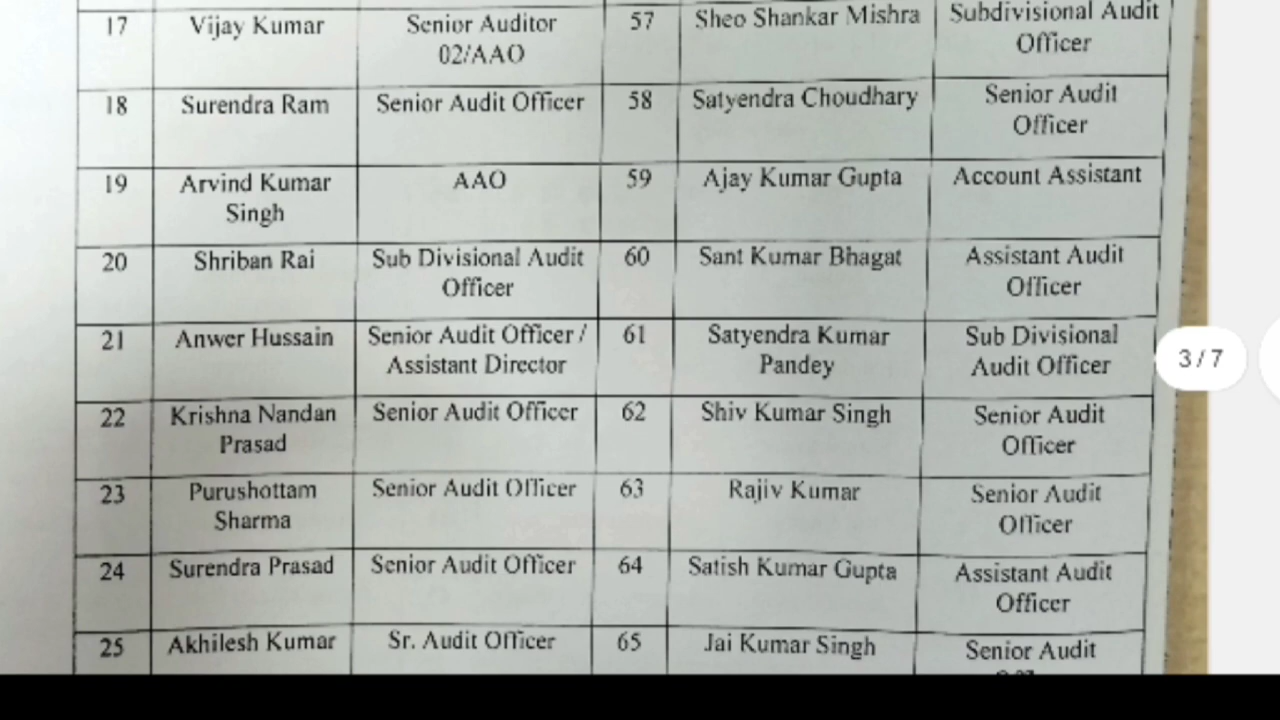 17 Vijay Kumar Senior Auditor 57 Sheo Shankar Mishra Subdivisional Audit
02/AAO Officer
18 Surendra Ram Senior Audit Officer 58 Satyendra Choudhary Senior Audit
Officer
19 Arvind Kumar AAO 59 Ajay Kumar Gupta Account Assistant
Singh
20 Shriban Rai Sub Divisional Audit 60 Sant Kumar Bhagat Assistant Audit
Officer Officer
21 Anwer Hussain Senior Audit Officer / 61 Satyendra Kumar Sub Divisional
Assistant Director Pandey Audit Officer
3/7
22 Krishna Nandan Senior Audit Officer 62 Shiv Kumar Singh Senior Audit
Prasad Officer
23 Purushottam Senior Audit Officer 63 Rajiv Kumar Senior Audit
Sharma Officer
24 Surendra Prasad Senior Audit Officer 64 Satish Kumar Gupta Assistant Audit
Officer
25 Akhilesh Kumar Sr. Audit Officer 65 Jai Kumar Singh Senior Audit